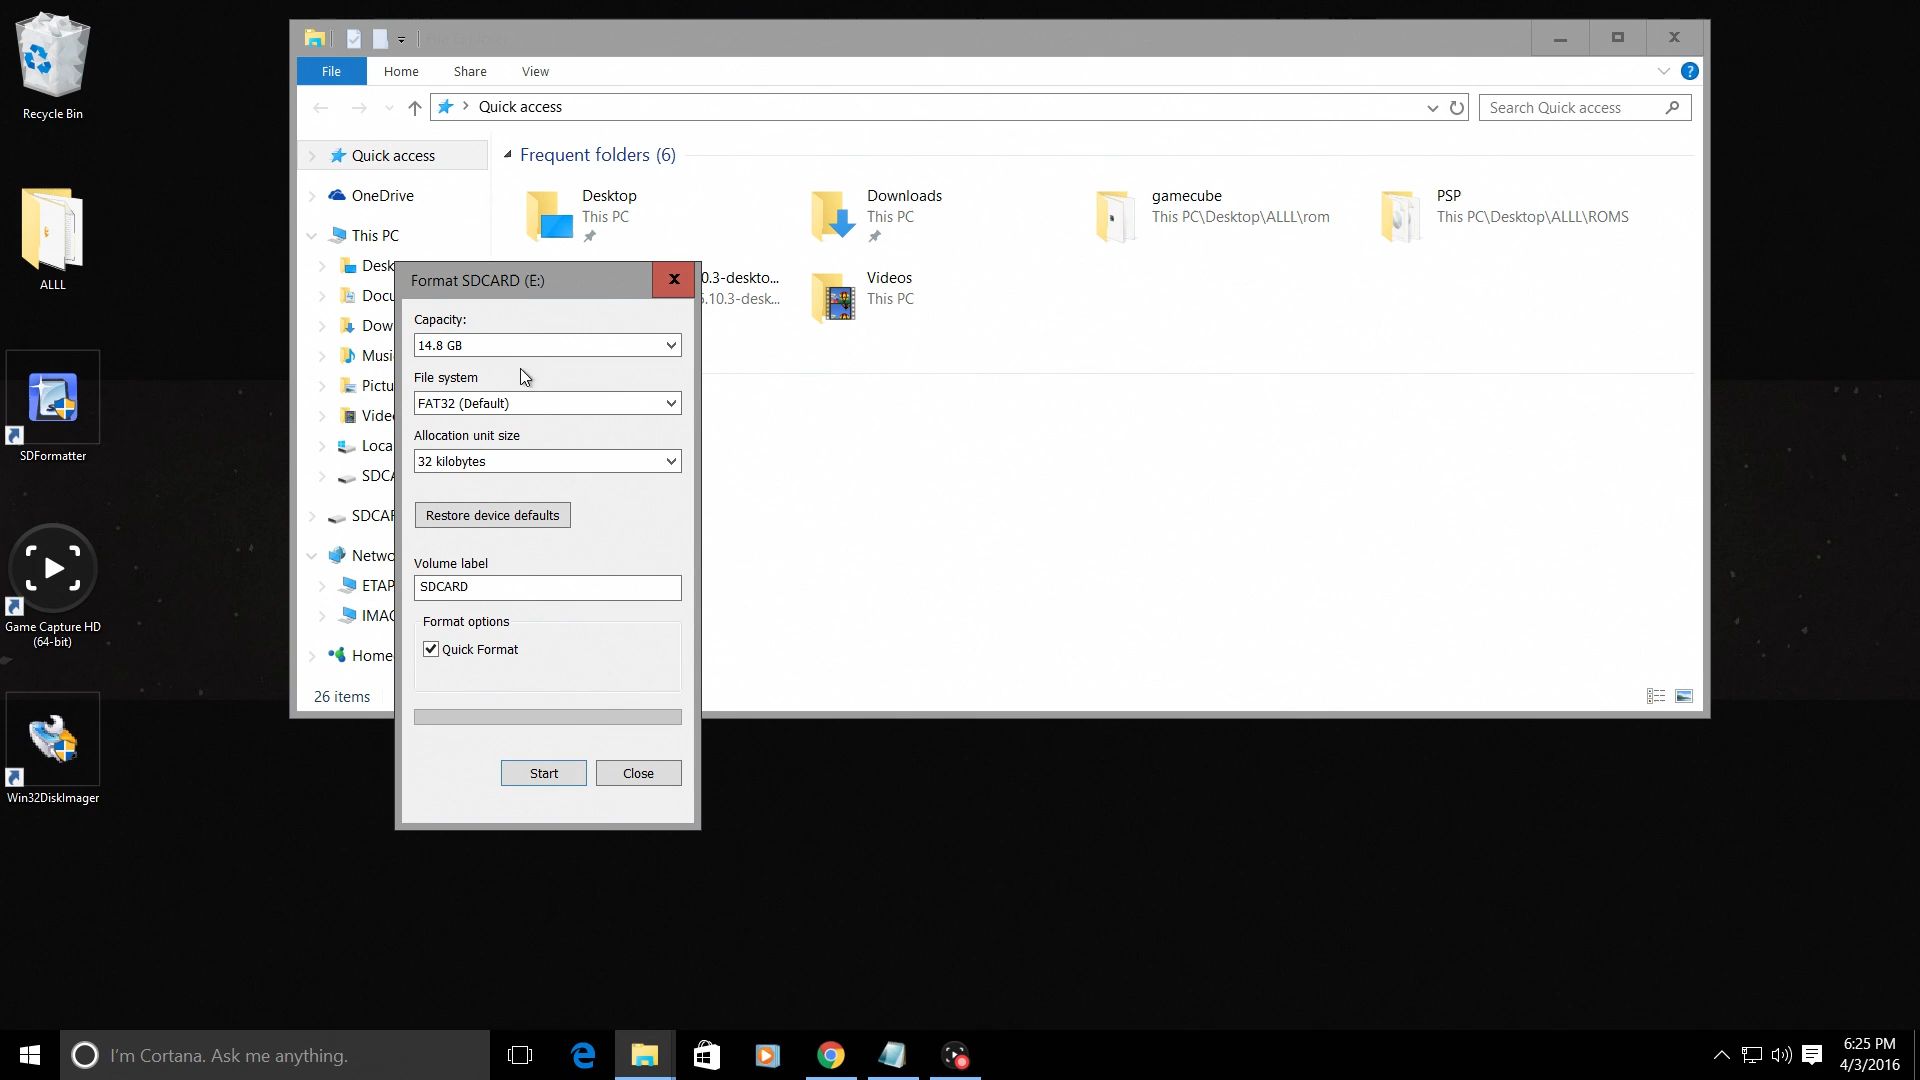 Recycle Bin
ALLL
SDFormatter
Game Capture HD
(64-bit)
Win32DiskImager
File
Home
Share
View
Quick access
Search Quick access
Quick access
OneDrive
This PC
Desk
Docu
Dow
Music
Pictu
Vide
Loca
SDCA
SDCAR
Netwo
ETAP
IMAC
Home
26 items
Frequent folders (6)
Desktop
This PC
Downloads
This PC
gamecube
This PC\Desktop\ALLL\rom
PSP
This PC\Desktop\ALLL\ROMS
0.3-deskto...
5.10.3-desk...
Videos
This PC
Format SDCARD (E:)
Capacity:
14.8 GB
File system
FAT32 (Default)
Allocation unit size
32 kilobytes
Restore device defaults
Volume label
SDCARD
Format options
Quick Format
Start
Close
I'm Cortana. Ask me anything.
6:25 PM
4/3/2016